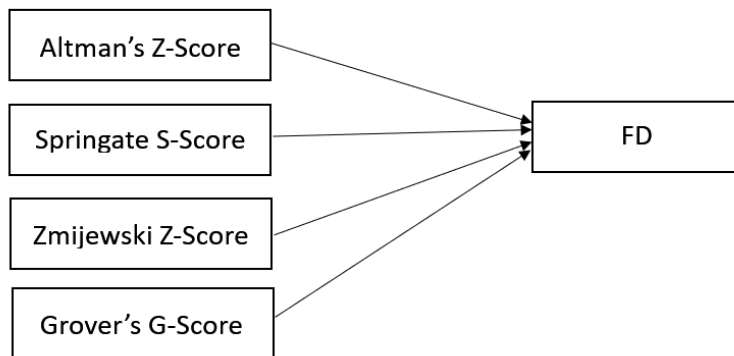 Altman’s Z-Score
Springate S-Score
FD
Zmijewski Z-Score
Grover’s G-Score